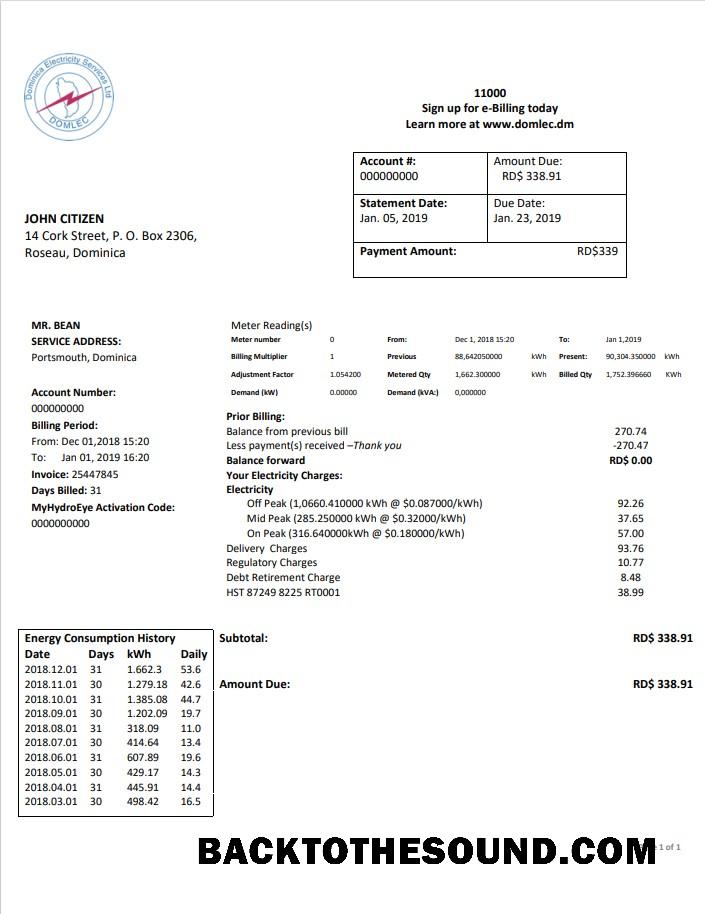 Dominica Electricity Services Ltd
DOMLEC
11000
Sign up for e-Billing today
Learn more at www.domlec.dm
Account #:
000000000
Amount Due:
RD$ 338.91
Statement Date:
Jan. 05, 2019
Due Date:
Jan. 23, 2019
Payment Amount: RD$339
JOHN CITIZEN
14 Cork Street, P. O. Box 2306,
Roseau, Dominica
MR. BEAN
SERVICE ADDRESS:
Portsmouth, Dominica
Account Number:
000000000
Billing Period:
From: Dec 01,2018 15:20
To: Jan 01, 2019 16:20
Invoice: 25447845
Days Billed: 31
MyHydroEye Activation Code:
0000000000
Meter Reading(s)
Meter number 0 From: Dec 1, 2018 15:20 To: Jan 1,2019
Billing Multiplier 1 Previous 88,642050000 kWh Present: 90,304.350000 kWh
Adjustment Factor 1.054200 Metered Qty 1,662.300000 kWh Billed Qty 1,752.396660 KWh
Demand (kW) 0.00000 Demand (kVA:) 0,000000
Prior Billing:
Balance from previous bill 270.74
Less payment(s) received –Thank you -270.47
Balance forward RD$ 0.00
Your Electricity Charges:
Electricity
Off Peak (1,0660.410000 kWh @ $0.087000/kWh) 92.26
Mid Peak (285.250000 kWh @ $0.32000/kWh) 37.65
On Peak (316.640000kWh @ $0.180000/kWh) 57.00
Delivery Charges 93.76
Regulatory Charges 10.77
Debt Retirement Charge 8.48
HST 87249 8225 RT0001 38.99
Energy Consumption History
Date Days kWh Daily
2018.12.01 31 1.662.3 53.6
2018.11.01 30 1.279.18 42.6
2018.10.01 31 1.385.08 44.7
2018.09.01 30 1.202.09 19.7
2018.08.01 31 318.09 11.0
2018.07.01 30 414.64 13.4
2018.06.01 31 607.89 19.6
2018.05.01 30 429.17 14.3
2018.04.01 31 445.91 14.4
2018.03.01 30 498.42 16.5
Subtotal: RD$ 338.91
Amount Due: RD$ 338.91
BACKTOTHESOUND.COM
1 of 1